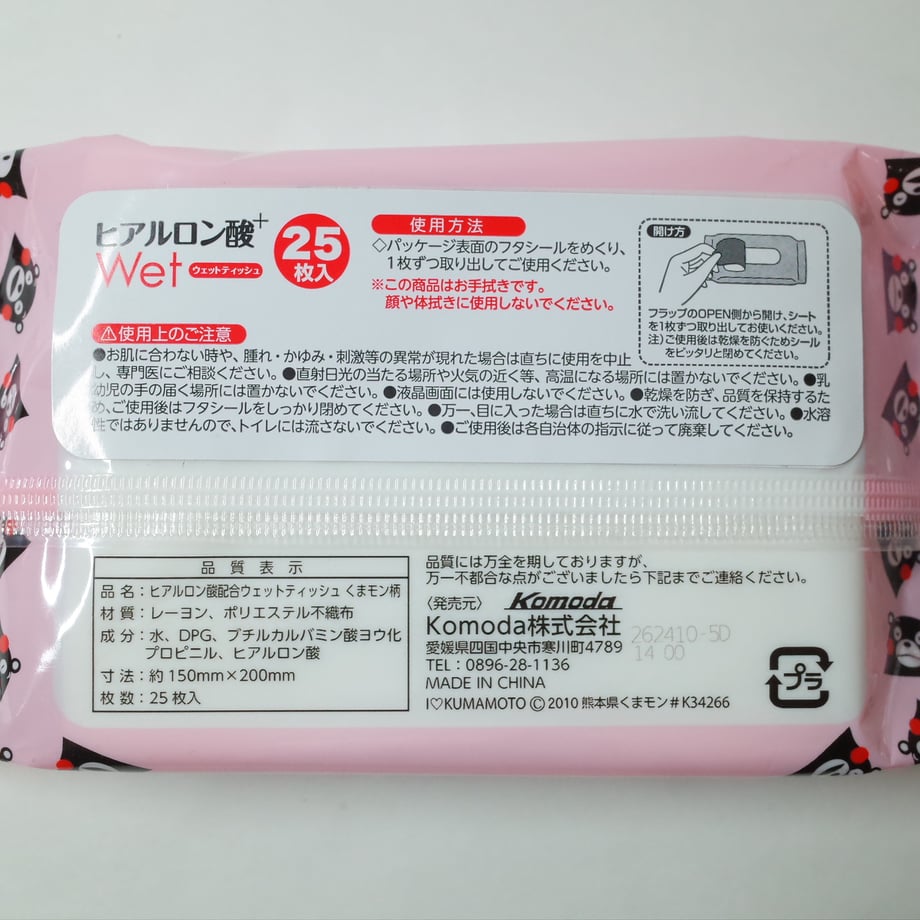 ヒアルロン酸+
Wet ウェットティッシュ
25
枚入
使用方法
◇パッケージ表面のフタシールをめくり、
1枚ずつ取り出してご使用ください。
※この商品はお手拭きです。
顔や体拭きに使用しないでください。
開け方
フラップのOPEN側から開け、シート
を1枚ずつ取り出してお使いください。
注)ご使用後は乾燥を防ぐためシール
をピッタリと閉めてください。
⚠使用上のご注意
●お肌に合わない時や、腫れ・かゆみ・刺激等の異常が現れた場合は直ちに使用を中止
し、専門医にご相談ください。●直射日光の当たる場所や火気の近く等、高温になる場所には置かないでください。●乳
幼児の手の届く場所には置かないでください。●液晶画面には使用しないでください。●乾燥を防ぎ、品質を保持するた
め、ご使用後はフタシールをしっかり閉めてください。●万一、目に入った場合は直ちに水で洗い流してください。●水溶
性ではありませんので、トイレには流さないでください。●ご使用後は各自治体の指示に従って廃棄してください。
品質表示
品名：ヒアルロン酸配合ウェットティッシュ くまモン柄
材質：レーヨン、ポリエステル不織布
成分：水、DPG、ブチルカルバミン酸ヨウ化
プロピニル、ヒアルロン酸
寸法：約150mm×200mm
枚数：25枚入
品質には万全を期しておりますが、
万一不都合な点がございましたら下記までご連絡ください。
〈発売元〉 Komoda
Komoda株式会社
愛媛県四国中央市寒川町4789
TEL：0896-28-1136
MADE IN CHINA
I♡KUMAMOTO © 2010 熊本県くまモン #K34266
262410-5D
14 00
プラ